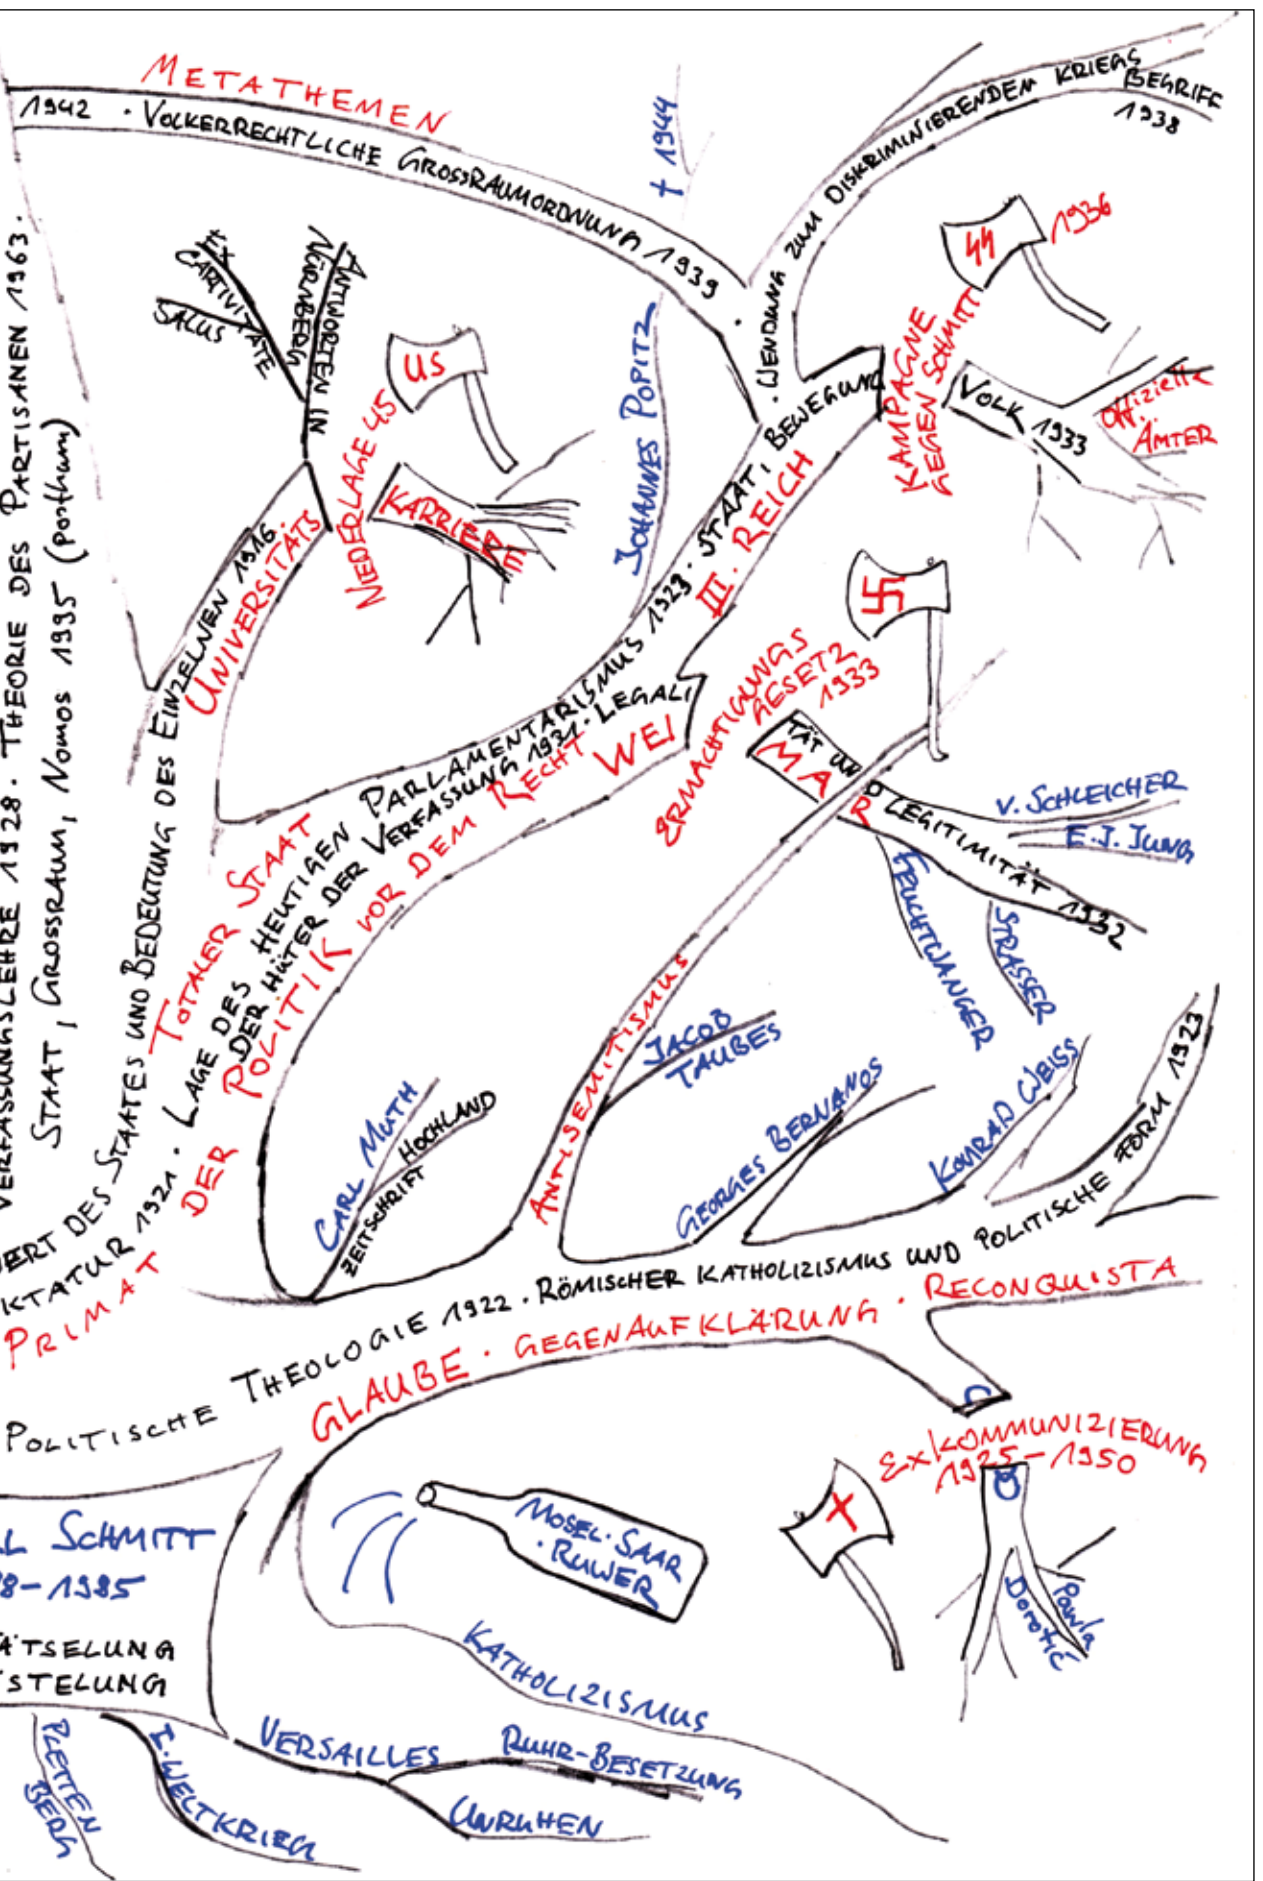 METATHEMEN
1942 · VÖLKERRECHTLICHE GROSSRAUMORDNUNG 1939 ·
† 1944
WENDUNG ZUM DISKRIMINIERENDEN KRIEGS
BEGRIFF
1938
1936
KAMPAGNE
GEGEN SCHMITT
VOLK 1933
Offizielle
ÄMTER
EX
CAPTIVITATE
SALUS
ANTWORTEN IN
NÜRNBERG
US
NIEDERLAGE US
KARRIERE
JOHANNES POPITZ
VERFASSUNGSLEHRE 1928 · THEORIE DES PARTISANEN 1963 ·
STAAT, GROSSRAUM, NOMOS 1995 (posthum)
WERT DES STAATES UND BEDEUTUNG DES EINZELNEN 1916 ·
UNIVERSITÄTS
KTATUR 1921 · LAGE DES HEUTIGEN PARLAMENTARISMUS 1923 · STAAT, BEWEGUNG
III. REICH
DER HÜTER DER VERFASSUNG 1931 · LEGALI
TOTALER STAAT
PRIMAT DER POLITIK VOR DEM RECHT
WEI
ERMÄCHTIGUNGS
GESETZ
1933
TÄT UND LEGITIMITÄT 1932
MAR
V. SCHLEICHER
E.J. JUNG
FEUCHTWANGER
STRASSER
ANTISEMITISMUS
JACOB
TAUBES
CARL MUTH
ZEITSCHRIFT HOCHLAND
GEORGES BERNANOS
KONRAD WEISS
POLITISCHE THEOLOGIE 1922 · RÖMISCHER KATHOLIZISMUS UND POLITISCHE FORM 1923
GLAUBE · GEGENAUFKLÄRUNG · RECONQUISTA
EXKOMMUNIZIERUNG
1925–1950
Pawla
Dorotić
MOSEL · SAAR
· RUWER
L SCHMITT
8–1985
ÄTSELUNG
STELUNG
KATHOLIZISMUS
PLETTEN
BERG
I. WELTKRIEG
VERSAILLES
RUHR-BESETZUNG
UNRUHEN